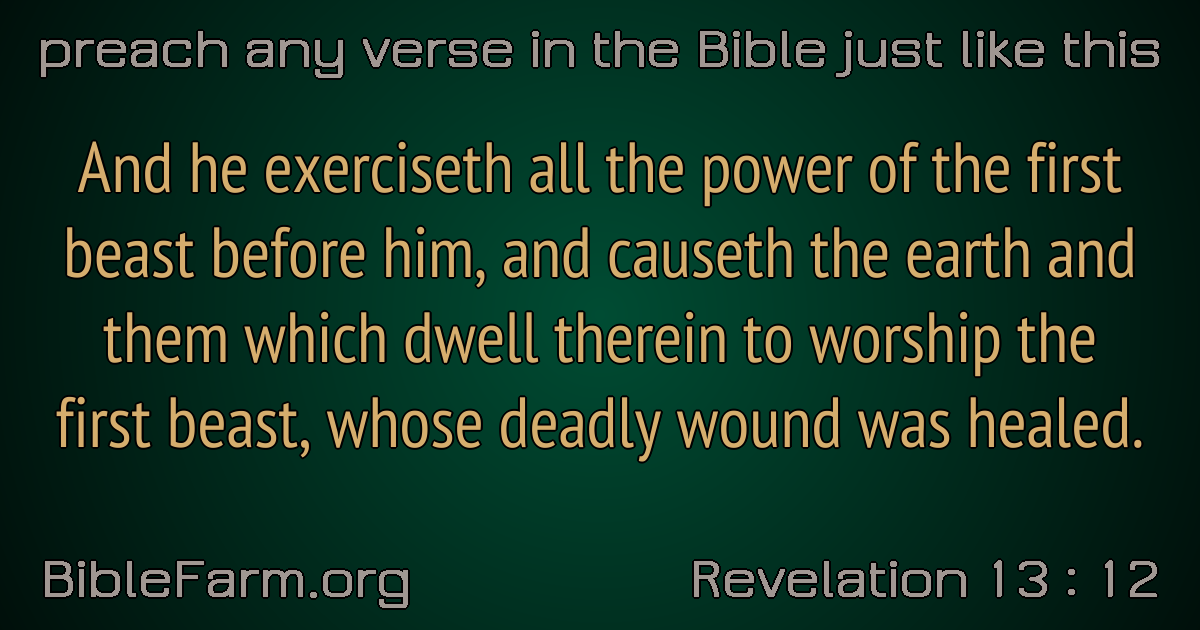 preach any verse in the Bible just like this
And he exerciseth all the power of the first
beast before him, and causeth the earth and
them which dwell therein to worship the
first beast, whose deadly wound was healed.
BibleFarm.org
Revelation 13 : 12